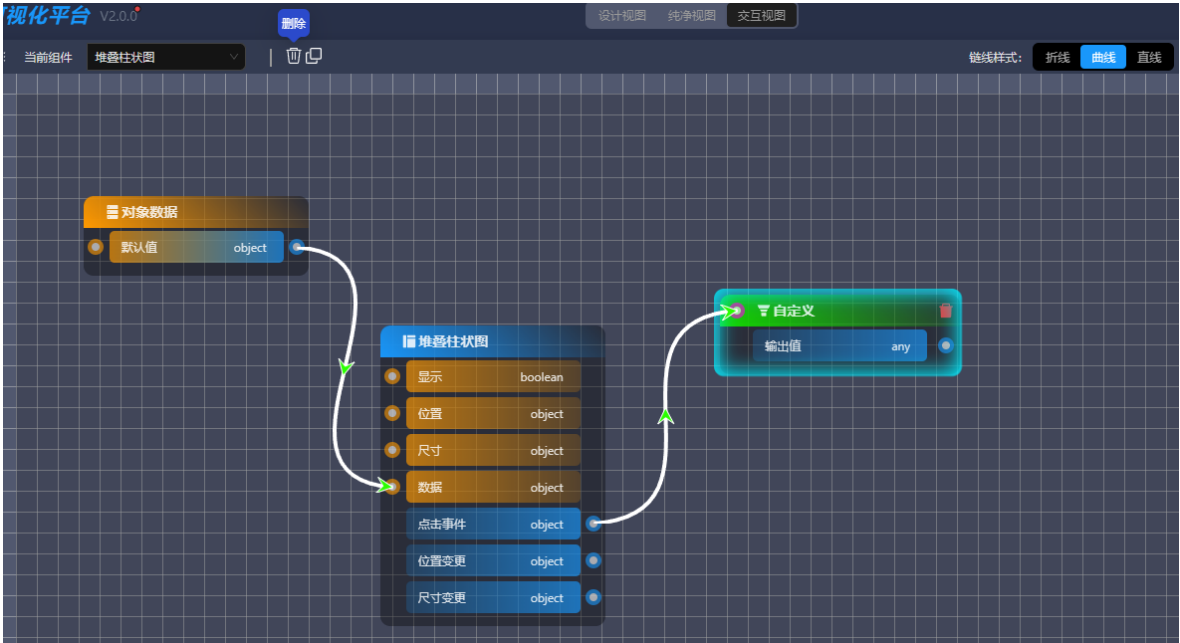 视化平台 V2.0.0
删除
设计视图 纯净视图 交互视图
当前组件 堆叠柱状图
链线样式: 折线 曲线 直线
对象数据
默认值 object
堆叠柱状图
显示 boolean
位置 object
尺寸 object
数据 object
点击事件 object
位置变更 object
尺寸变更 object
自定义
输出值 any